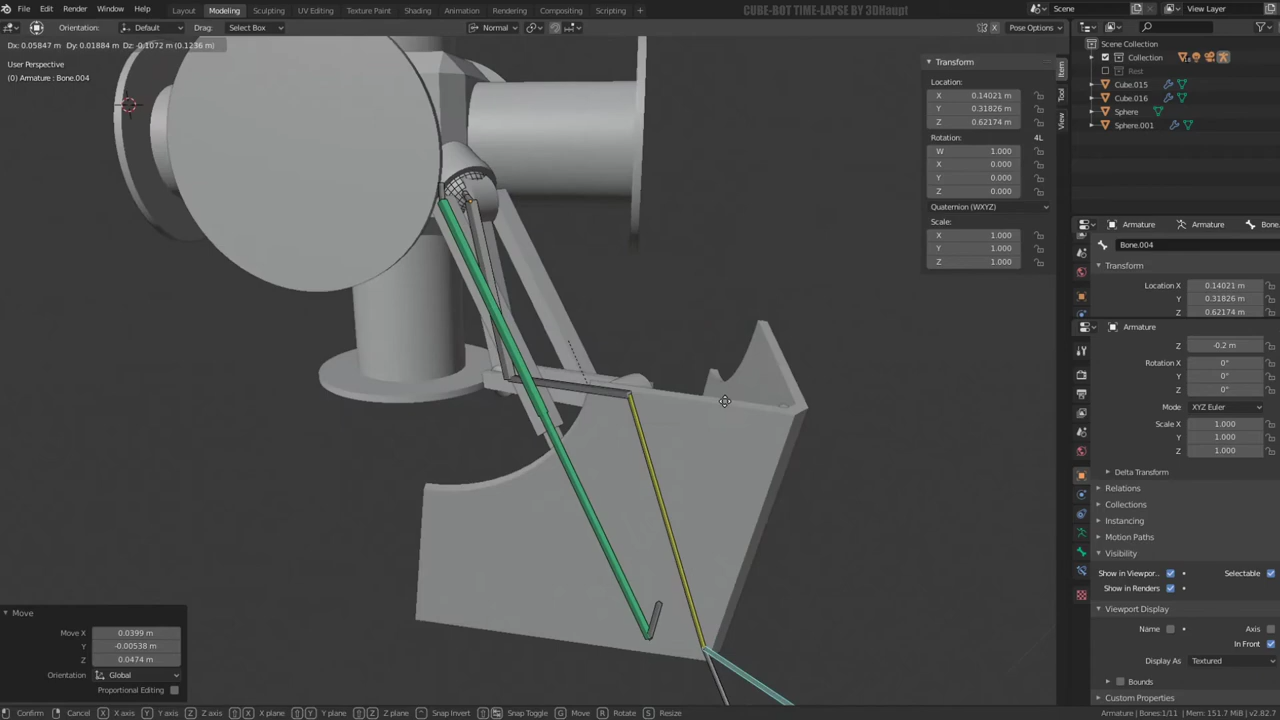 File Edit Render Window Help Layout Modeling Sculpting UV Editing Texture Paint Shading Animation Rendering Compositing Scripting CUBE-BOT TIME-LAPSE BY 3DHaupt Scene View Layer
Orientation: Default Drag: Select Box Normal Pose Options
Dx: 0.05847 m Dy: 0.01884 m Dz: -0.1072 m (0.1236 m)
User Perspective
(0) Armature : Bone.004
Transform
Location:
X 0.14021 m
Y 0.31826 m
Z 0.62174 m
Rotation: 4L
W 1.000
X 0.000
Y 0.000
Z 0.000
Quaternion (WXYZ)
Scale:
X 1.000
Y 1.000
Z 1.000
Item
Tool
View
Scene Collection
Collection
Rest
Cube.015
Cube.016
Sphere
Sphere.001
Armature Armature Bone.
Bone.004
Transform
Location X 0.14021 m
Y 0.31826 m
Z 0.62174 m
Armature
Z -0.2 m
Rotation X 0°
Y 0°
Z 0°
Mode XYZ Euler
Scale X 1.000
Y 1.000
Z 1.000
Delta Transform
Relations
Collections
Instancing
Motion Paths
Visibility
Show in Viewpor.. Selectable
Show in Renders
Viewport Display
Name Axis
In Front
Display As Textured
Bounds
Custom Properties
Move
Move X 0.0399 m
Y -0.00538 m
Z 0.0474 m
Orientation Global
Proportional Editing
Confirm Cancel X X axis Y Y axis Z Z axis X X plane Y Y plane Z Z plane Snap Invert Snap Toggle G Move R Rotate S Resize Armature | Bones:1/11 | Mem: 151.7 MiB | v2.82.7